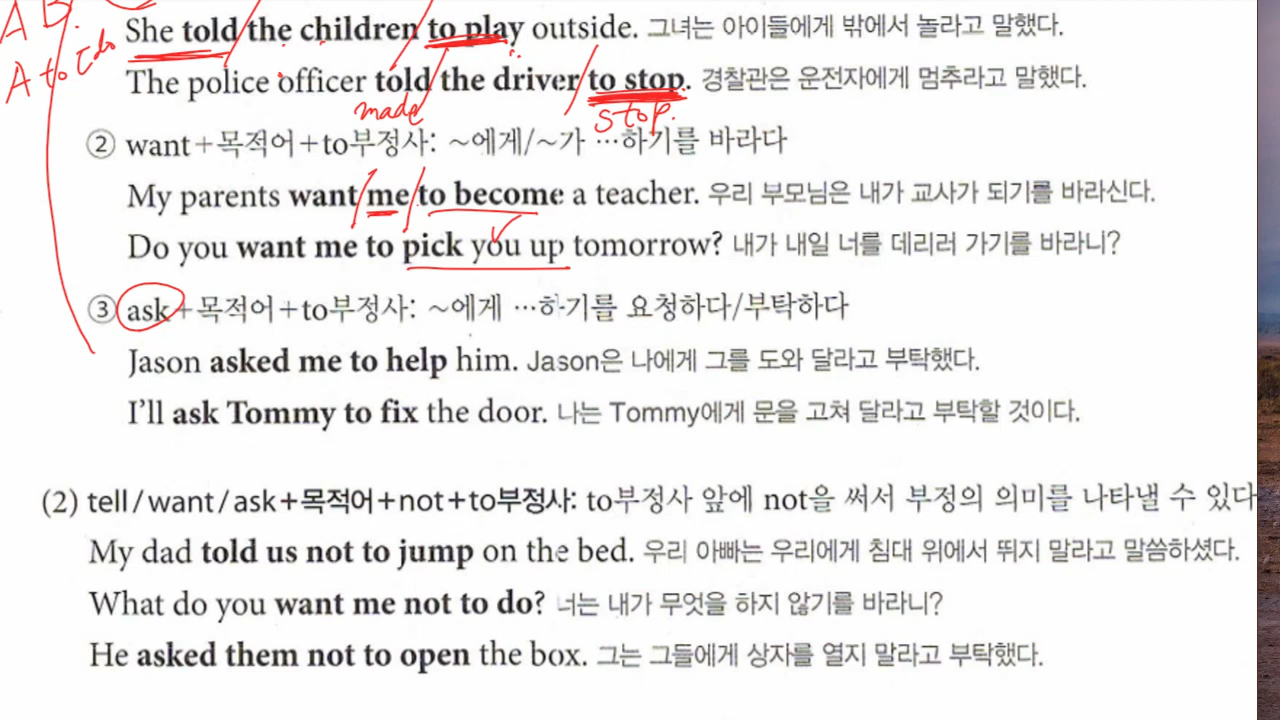 AB
She told the children to play outside. 그녀는 아이들에게 밖에서 놀라고 말했다.
A to do
The police officer told the driver to stop. 경찰관은 운전자에게 멈추라고 말했다.
made stop.
② want+목적어+to부정사: ~에게/~가 …하기를 바라다
My parents want me to become a teacher. 우리 부모님은 내가 교사가 되기를 바라신다.
Do you want me to pick you up tomorrow? 내가 내일 너를 데리러 가기를 바라니?
③ ask+목적어+to부정사: ~에게 …하기를 요청하다/부탁하다
Jason asked me to help him. Jason은 나에게 그를 도와 달라고 부탁했다.
I'll ask Tommy to fix the door. 나는 Tommy에게 문을 고쳐 달라고 부탁할 것이다.
(2) tell/want/ask+목적어+not+to부정사: to부정사 앞에 not을 써서 부정의 의미를 나타낼 수 있다
My dad told us not to jump on the bed. 우리 아빠는 우리에게 침대 위에서 뛰지 말라고 말씀하셨다.
What do you want me not to do? 너는 내가 무엇을 하지 않기를 바라니?
He asked them not to open the box. 그는 그들에게 상자를 열지 말라고 부탁했다.